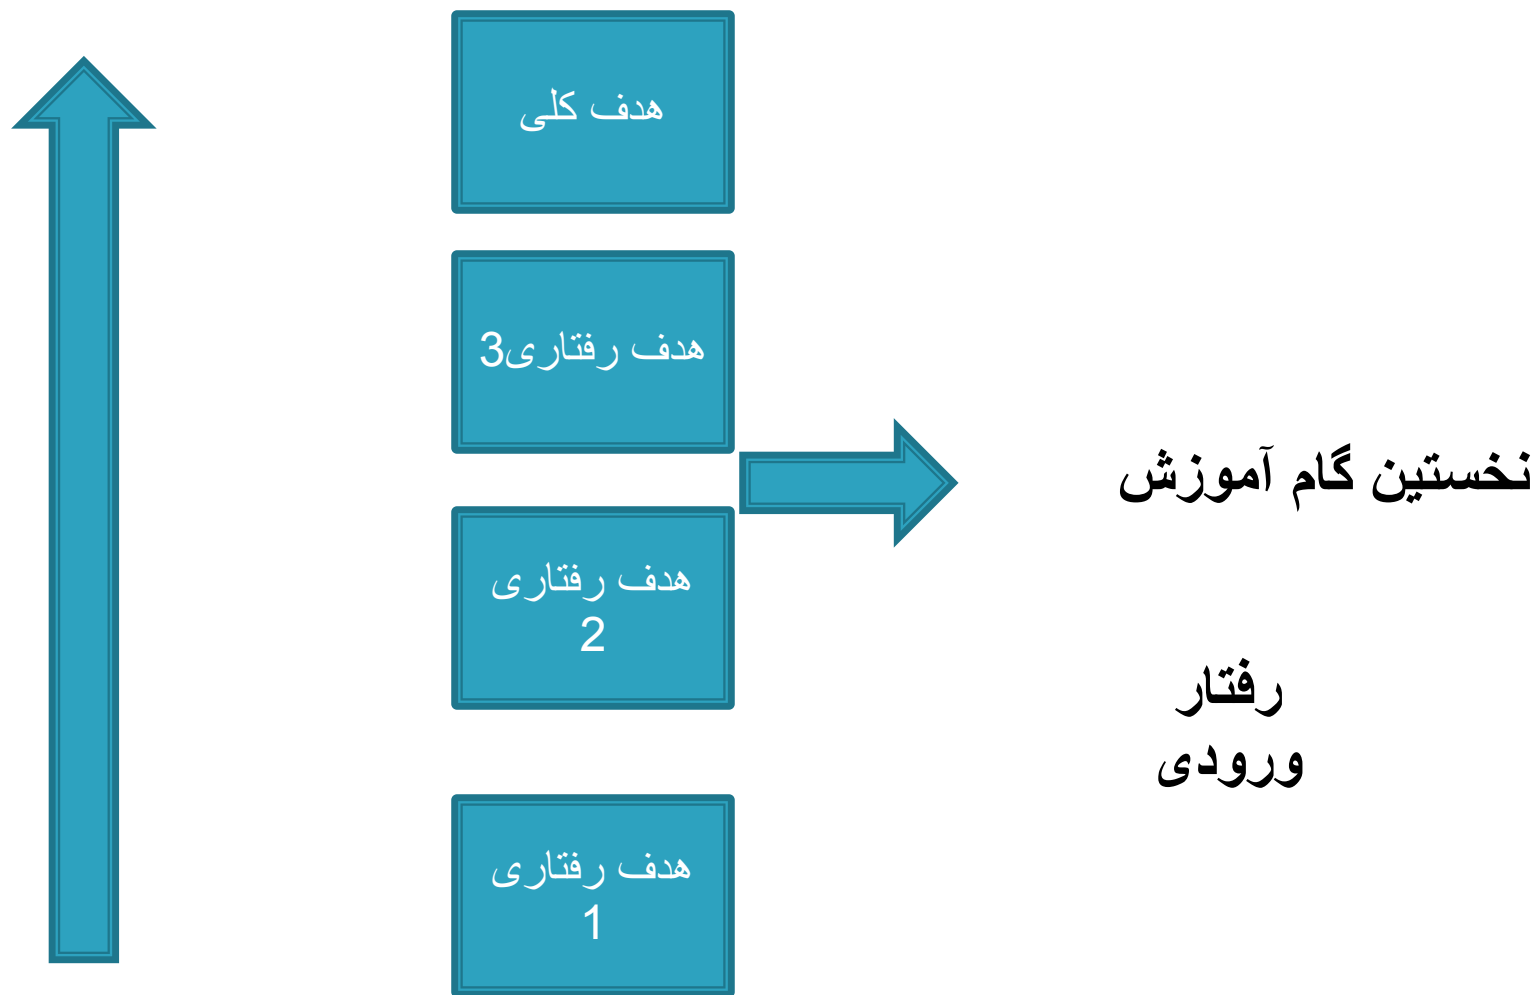 هدف کلی
هدف رفتاری3
نخستین گام آموزش
هدف رفتاری
2
رفتار
ورودی
هدف رفتاری
1